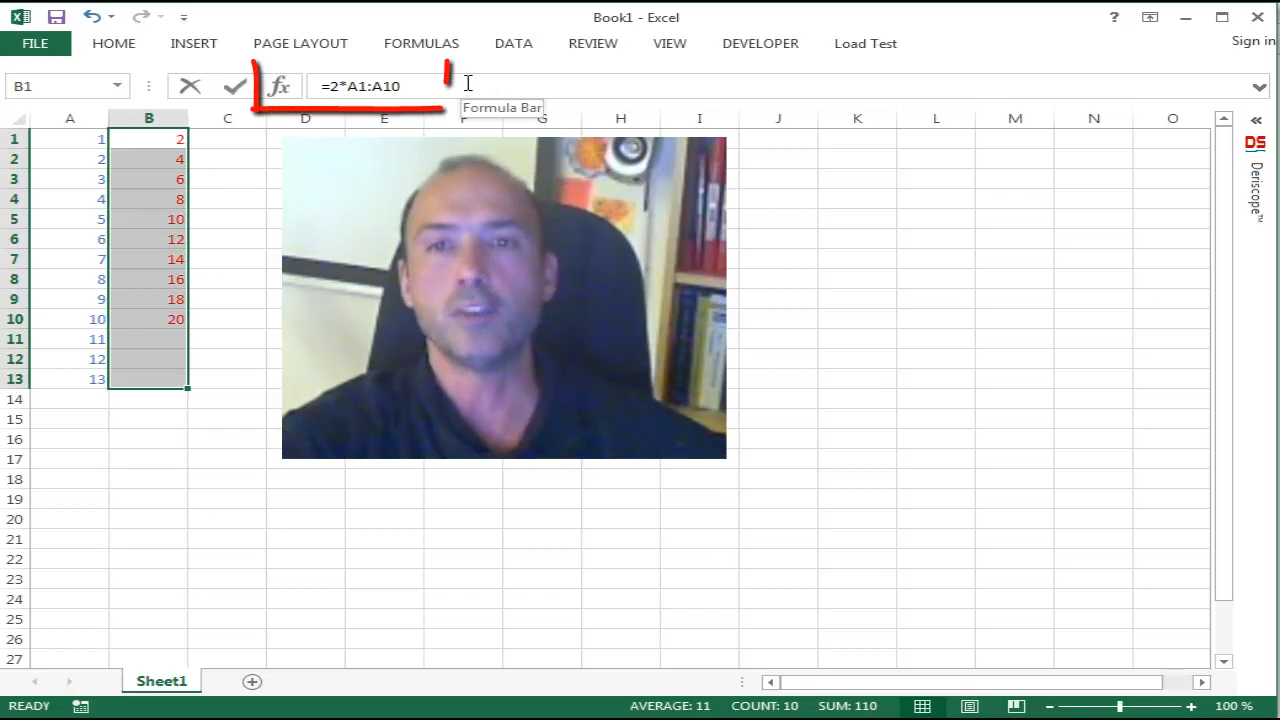 Book1 - Excel
FILE HOME INSERT PAGE LAYOUT FORMULAS DATA REVIEW VIEW DEVELOPER Load Test Sign in
B1 fx =2*A1:A10
Formula Bar
A B C D E F G H I J K L M N O
1 1 2
2 2 4
3 3 6
4 4 8
5 5 10
6 6 12
7 7 14
8 8 16
9 9 18
10 10 20
11 11
12 12
13 13
14
15
16
17
18
19
20
21
22
23
24
25
26
27
DS
Deriscope™
Sheet1
AVERAGE: 11 COUNT: 10 SUM: 110 100 %
READY